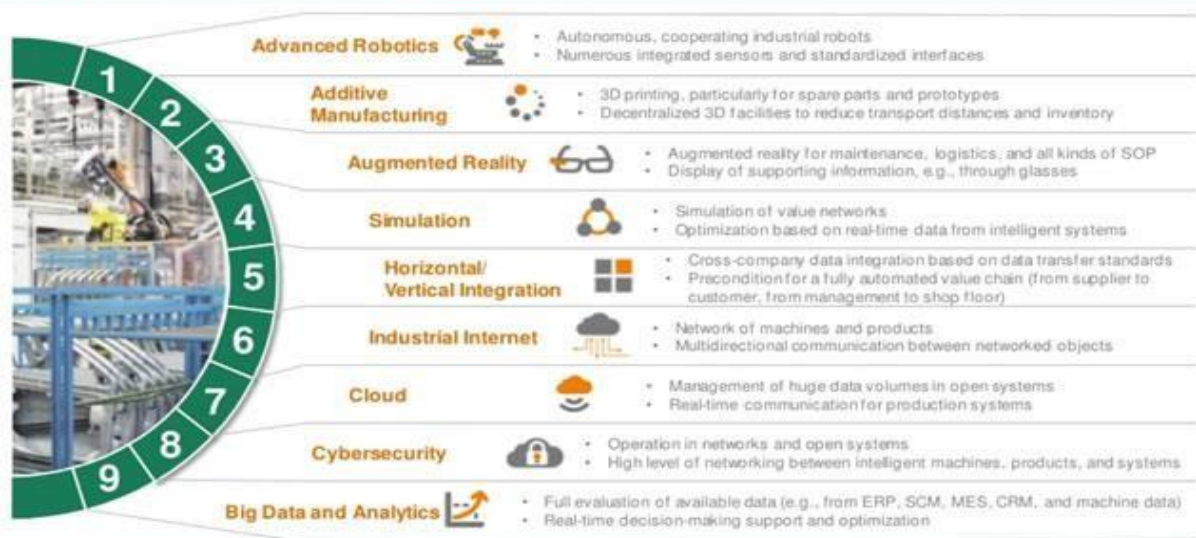 1
Advanced Robotics
• Autonomous, cooperating industrial robots
• Numerous integrated sensors and standardized interfaces
2
Additive
Manufacturing
• 3D printing, particularly for spare parts and prototypes
• Decentralized 3D facilities to reduce transport distances and inventory
3
Augmented Reality
• Augmented reality for maintenance, logistics, and all kinds of SOP
• Display of supporting information, e.g., through glasses
4
Simulation
• Simulation of value networks
• Optimization based on real-time data from intelligent systems
5
Horizontal/
Vertical Integration
• Cross-company data integration based on data transfer standards
• Precondition for a fully automated value chain (from supplier to
customer, from management to shop floor)
6
Industrial Internet
• Network of machines and products
• Multidirectional communication between networked objects
7
Cloud
• Management of huge data volumes in open systems
• Real-time communication for production systems
8
Cybersecurity
• Operation in networks and open systems
• High level of networking between intelligent machines, products, and systems
9
Big Data and Analytics
• Full evaluation of available data (e.g., from ERP, SCM, MES, CRM, and machine data)
• Real-time decision-making support and optimization